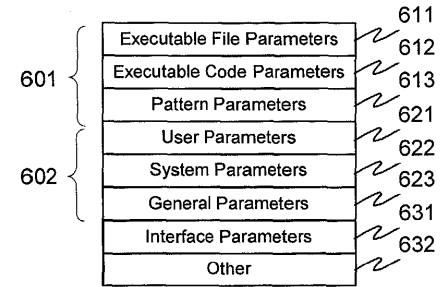 611
Executable File Parameters
612
Executable Code Parameters
601
613
Pattern Parameters
621
User Parameters
622
602
System Parameters
623
General Parameters
631
Interface Parameters
632
Other